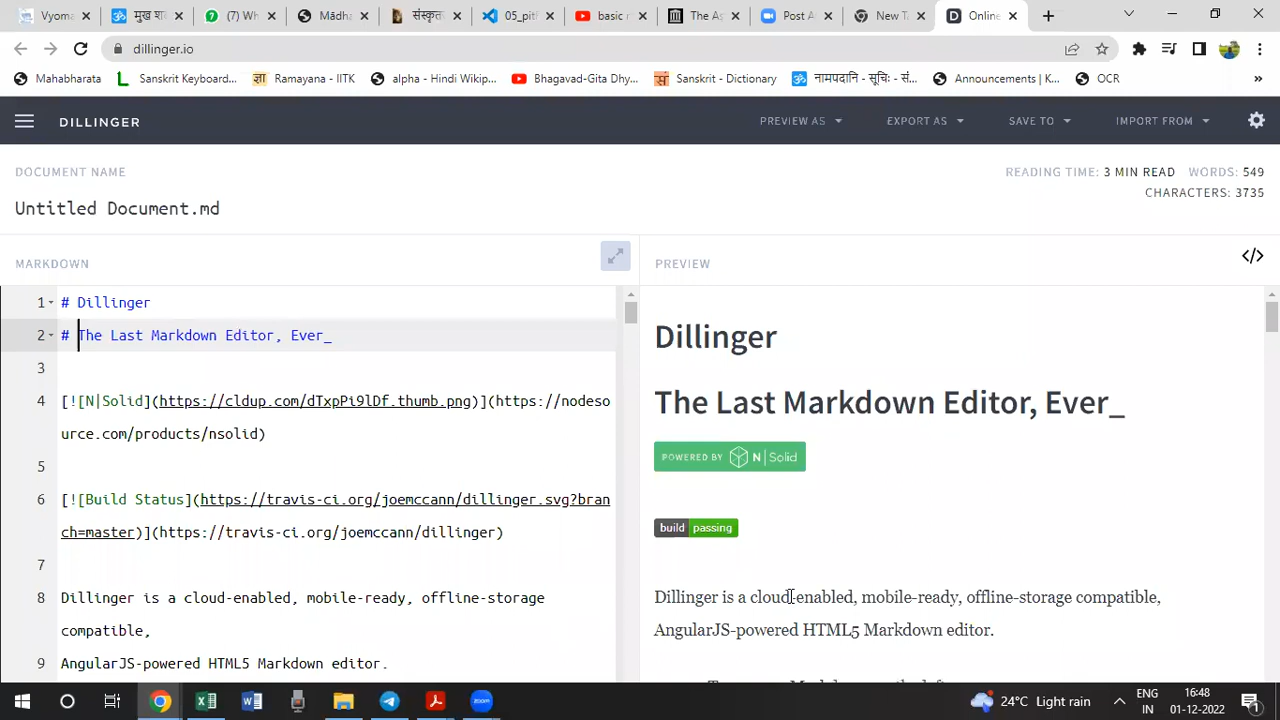 Vyoma
मुख श
(7) Wh
Mādha
संस्कृत
05_pitf
basic n
The As
Post A
New Ta
Online
dillinger.io
Mahabharata
Sanskrit Keyboard...
Ramayana - IITK
alpha - Hindi Wikip...
Bhagavad-Gita Dhy...
Sanskrit - Dictionary
नामपदानि - सूचिः - सं...
Announcements | K...
OCR
»
DILLINGER
PREVIEW AS
EXPORT AS
SAVE TO
IMPORT FROM
DOCUMENT NAME
READING TIME: 3 MIN READ WORDS: 549
CHARACTERS: 3735
Untitled Document.md
MARKDOWN
PREVIEW
</>
1 # Dillinger
2 # The Last Markdown Editor, Ever_
3
4 [![N|Solid](https://cldup.com/dTxpPi9lDf.thumb.png)](https://nodeso
urce.com/products/nsolid)
5
6 [![Build Status](https://travis-ci.org/joemccann/dillinger.svg?bran
ch=master)](https://travis-ci.org/joemccann/dillinger)
7
8 Dillinger is a cloud-enabled, mobile-ready, offline-storage
compatible,
9 AngularJS-powered HTML5 Markdown editor.
Dillinger
The Last Markdown Editor, Ever_
POWERED BY N | Solid
build passing
Dillinger is a cloud-enabled, mobile-ready, offline-storage compatible,
AngularJS-powered HTML5 Markdown editor.
24°C Light rain
ENG
IN
16:48
01-12-2022